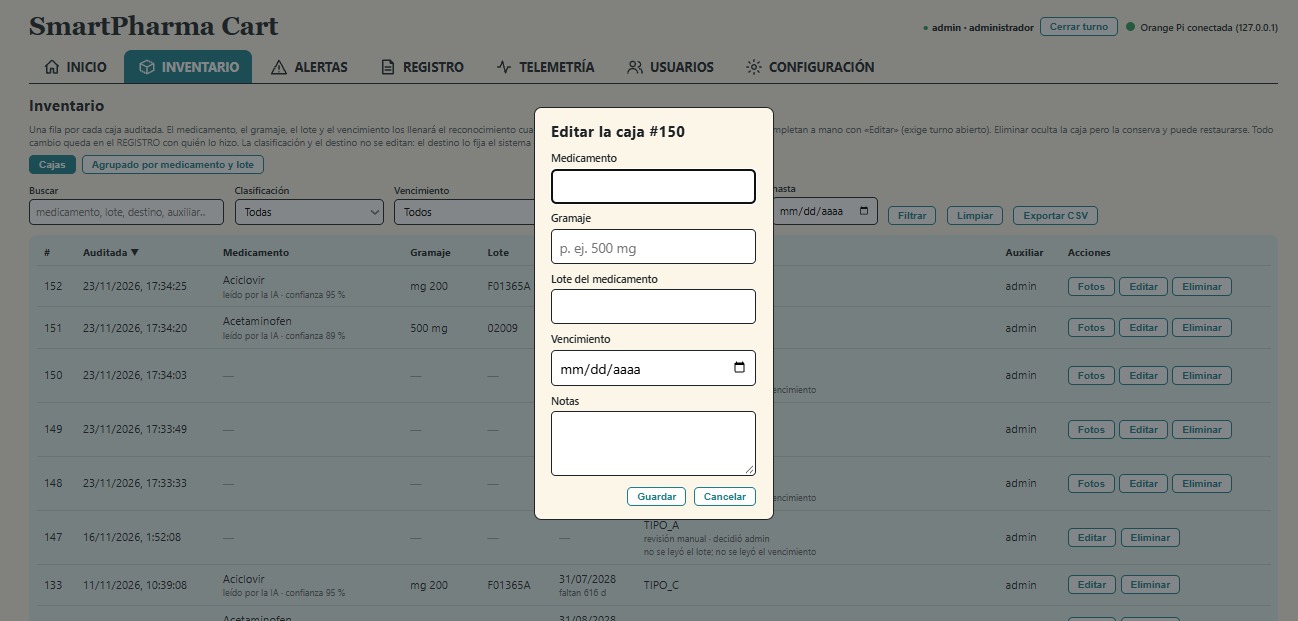 SmartPharma Cart
admin · administrador
Cerrar turno
Orange Pi conectada (127.0.0.1)
INICIO
INVENTARIO
ALERTAS
REGISTRO
TELEMETRÍA
USUARIOS
CONFIGURACIÓN
Inventario
Una fila por cada caja auditada. El medicamento, el gramaje, el lote y el vencimiento los llenará el reconocimiento cua
mpletan a mano con «Editar» (exige turno abierto). Eliminar oculta la caja pero la conserva y puede restaurarse. Todo
cambio queda en el REGISTRO con quién lo hizo. La clasificación y el destino no se editan: el destino lo fija el sistema
Cajas
Agrupado por medicamento y lote
Buscar
Clasificación
Vencimiento
hasta
medicamento, lote, destino, auxiliar..
Todas
Todos
mm/dd/aaaa
Filtrar
Limpiar
Exportar CSV
# Auditada ▼ Medicamento Gramaje Lote Auxiliar Acciones
152 23/11/2026, 17:34:25 Aciclovir mg 200 F01365A admin Fotos Editar Eliminar
leído por la IA · confianza 95 %
151 23/11/2026, 17:34:20 Acetaminofen 500 mg 02009 admin Fotos Editar Eliminar
leído por la IA · confianza 89 %
150 23/11/2026, 17:34:03 — — — admin Fotos Editar Eliminar
encimiento
149 23/11/2026, 17:33:49 — — — admin Fotos Editar Eliminar
148 23/11/2026, 17:33:33 — — — admin Fotos Editar Eliminar
encimiento
147 16/11/2026, 1:52:08 — — — — TIPO_A admin Editar Eliminar
revisión manual · decidió admin
no se leyó el lote; no se leyó el vencimiento
133 11/11/2026, 10:39:08 Aciclovir mg 200 F01365A 31/07/2028 TIPO_C admin Editar Eliminar
leído por la IA · confianza 95 % faltan 616 d
Acetaminofen 31/08/2028
Editar la caja #150
Medicamento
Gramaje
p. ej. 500 mg
Lote del medicamento
Vencimiento
mm/dd/aaaa
Notas
Guardar
Cancelar